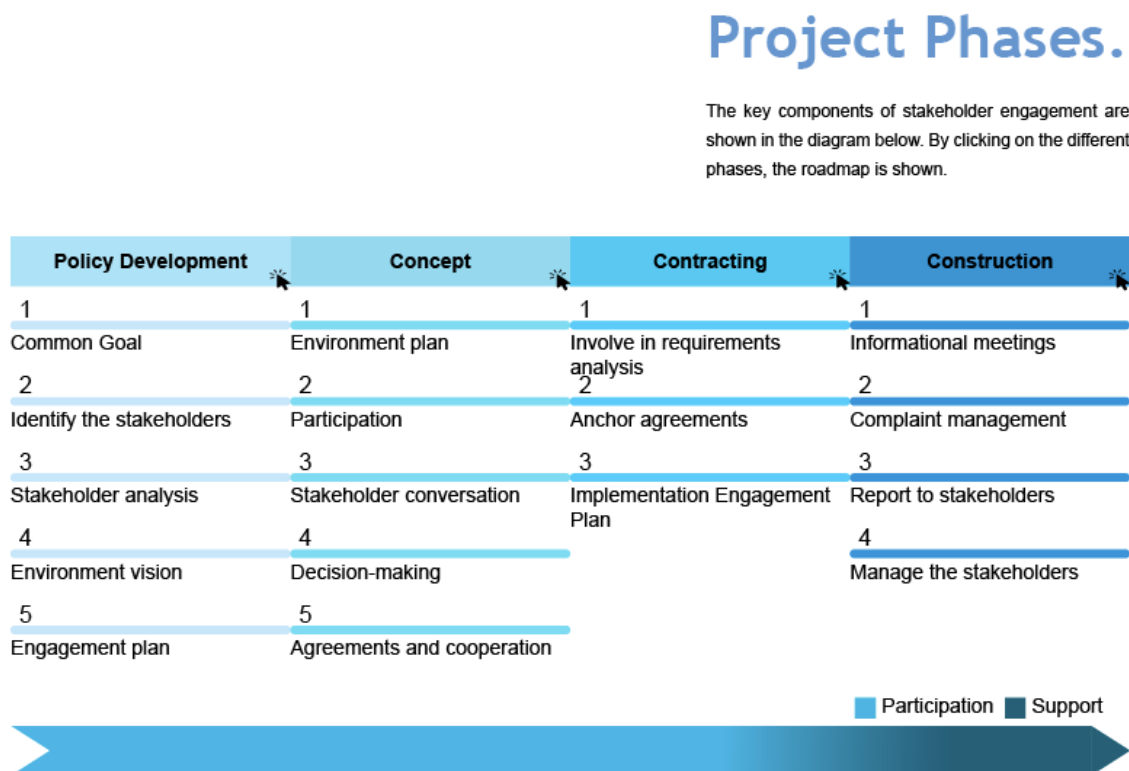 Project Phases.
The key components of stakeholder engagement are
shown in the diagram below. By clicking on the different
phases, the roadmap is shown.
Policy Development
1
Common Goal
2
Identify the stakeholders
3
Stakeholder analysis
4
Environment vision
5
Engagement plan
Concept
1
Environment plan
2
Participation
3
Stakeholder conversation
4
Decision-making
5
Agreements and cooperation
Contracting
1
Involve in requirements
analysis
2
Anchor agreements
3
Implementation Engagement
Plan
Construction
1
Informational meetings
2
Complaint management
3
Report to stakeholders
4
Manage the stakeholders
Participation
Support